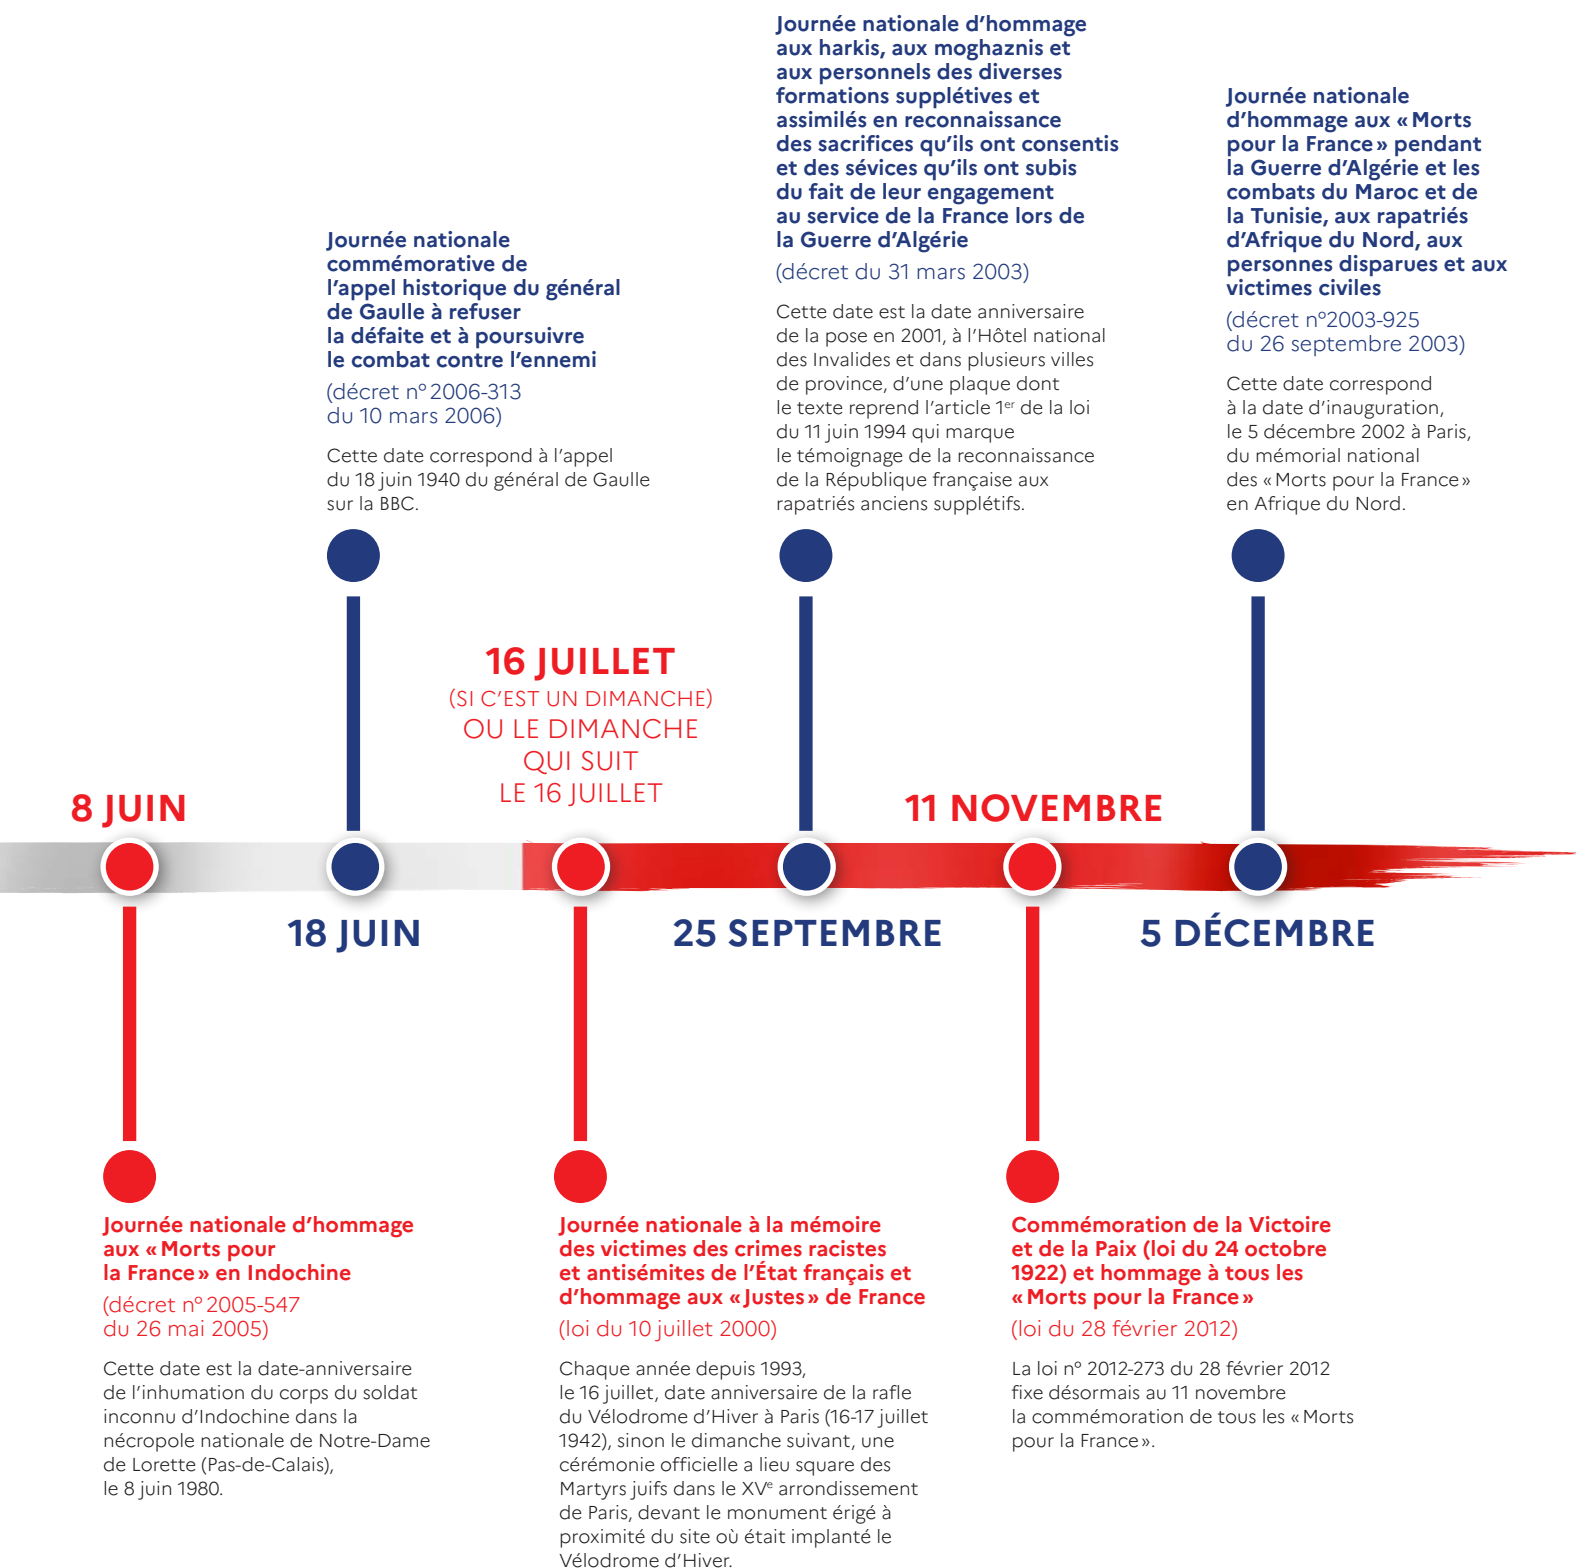 Journée nationale
commémorative de
l’appel historique du général
de Gaulle à refuser
la défaite et à poursuivre
le combat contre l’ennemi
(décret nº 2006-313
du 10 mars 2006)
Cette date correspond à l’appel
du 18 juin 1940 du général de Gaulle
sur la BBC.
Journée nationale d’hommage
aux harkis, aux moghaznis et
aux personnels des diverses
formations supplétives et
assimilés en reconnaissance
des sacrifices qu’ils ont consentis
et des sévices qu’ils ont subis
du fait de leur engagement
au service de la France lors de
la Guerre d’Algérie
(décret du 31 mars 2003)
Cette date est la date anniversaire
de la pose en 2001, à l’Hôtel national
des Invalides et dans plusieurs villes
de province, d’une plaque dont
le texte reprend l’article 1er de la loi
du 11 juin 1994 qui marque
le témoignage de la reconnaissance
de la République française aux
rapatriés anciens supplétifs.
Journée nationale
d’hommage aux « Morts
pour la France » pendant
la Guerre d’Algérie et les
combats du Maroc et de
la Tunisie, aux rapatriés
d’Afrique du Nord, aux
personnes disparues et aux
victimes civiles
(décret nº2003-925
du 26 septembre 2003)
Cette date correspond
à la date d’inauguration,
le 5 décembre 2002 à Paris,
du mémorial national
des « Morts pour la France »
en Afrique du Nord.
8 JUIN
16 JUILLET
(SI C’EST UN DIMANCHE)
OU LE DIMANCHE
QUI SUIT
LE 16 JUILLET
11 NOVEMBRE
18 JUIN
25 SEPTEMBRE
5 DÉCEMBRE
Journée nationale d’hommage
aux « Morts pour
la France » en Indochine
(décret nº 2005-547
du 26 mai 2005)
Cette date est la date-anniversaire
de l’inhumation du corps du soldat
inconnu d’Indochine dans la
nécropole nationale de Notre-Dame
de Lorette (Pas-de-Calais),
le 8 juin 1980.
Journée nationale à la mémoire
des victimes des crimes racistes
et antisémites de l’État français et
d’hommage aux « Justes » de France
(loi du 10 juillet 2000)
Chaque année depuis 1993,
le 16 juillet, date anniversaire de la rafle
du Vélodrome d’Hiver à Paris (16-17 juillet
1942), sinon le dimanche suivant, une
cérémonie officielle a lieu square des
Martyrs juifs dans le XVe arrondissement
de Paris, devant le monument érigé à
proximité du site où était implanté le
Vélodrome d’Hiver.
Commémoration de la Victoire
et de la Paix (loi du 24 octobre
1922) et hommage à tous les
« Morts pour la France »
(loi du 28 février 2012)
La loi nº 2012-273 du 28 février 2012
fixe désormais au 11 novembre
la commémoration de tous les « Morts
pour la France ».